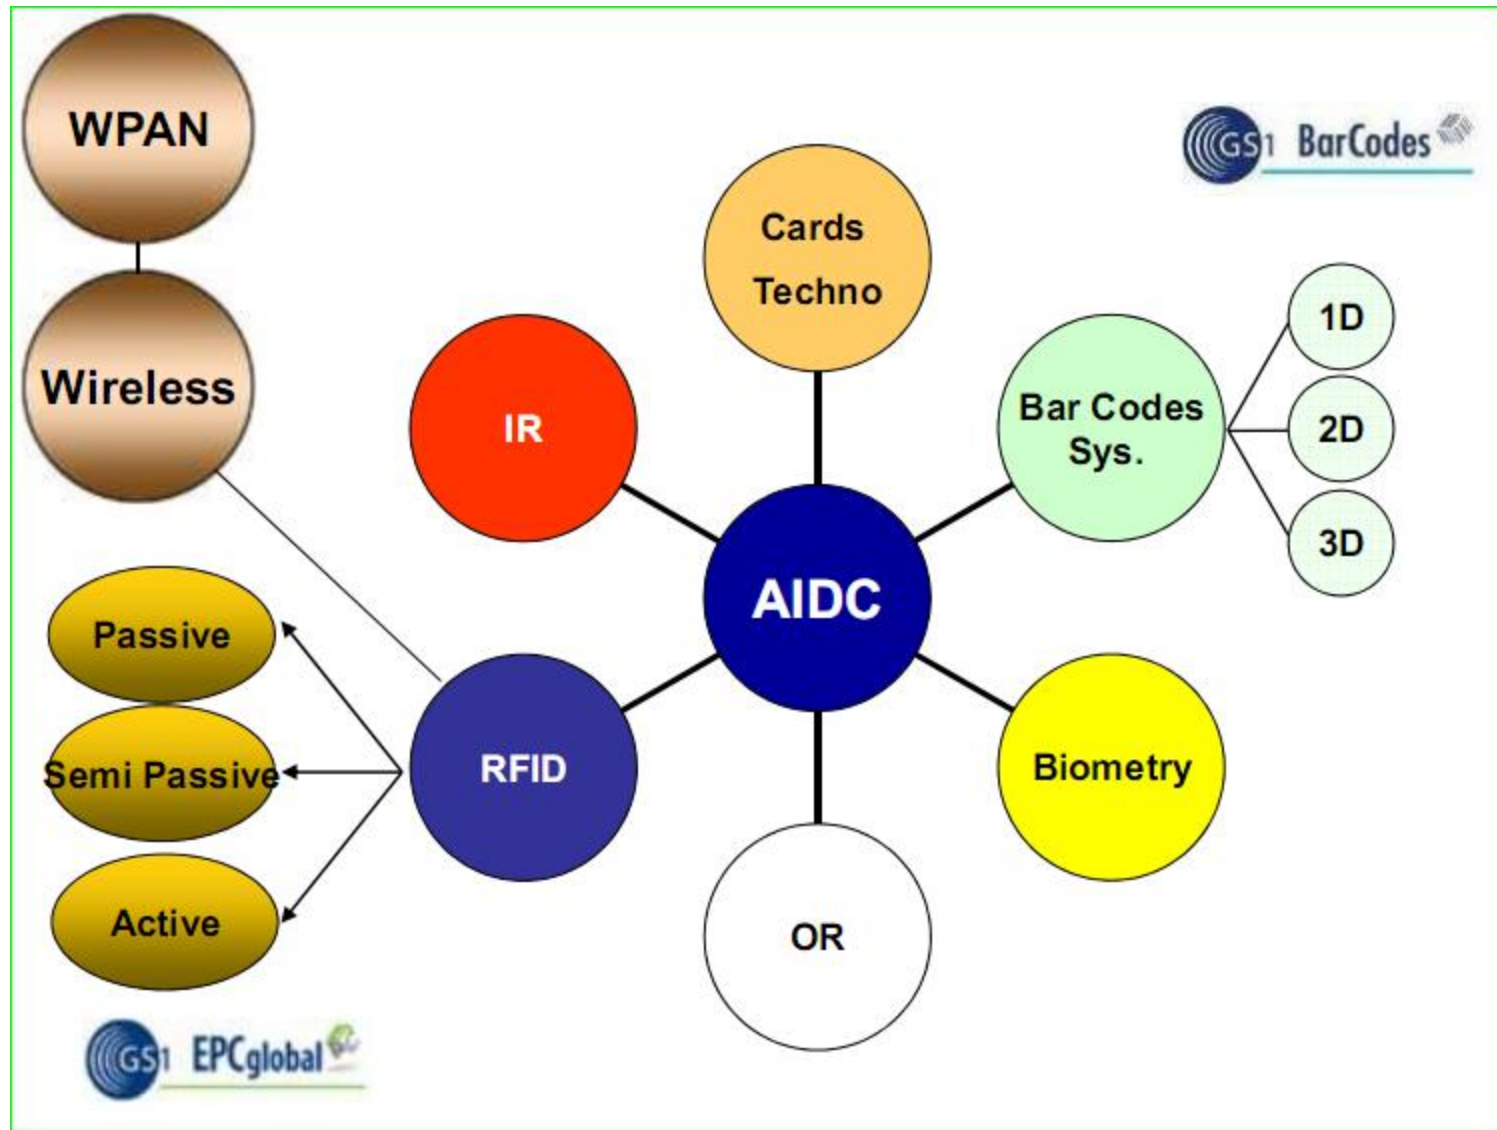 WPAN
GS1 BarCodes
Cards
Techno
1D
Wireless
IR
Bar Codes
Sys.
2D
3D
AIDC
Passive
Semi Passive
RFID
Biometry
Active
OR
GS1 EPCglobal